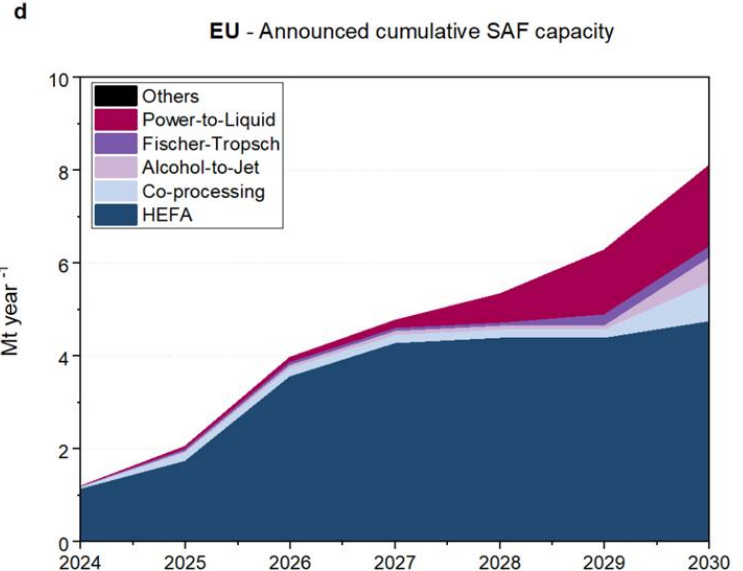 d
EU - Announced cumulative SAF capacity
Mt year -1
10
8
6
4
2
0
Others
Power-to-Liquid
Fischer-Tropsch
Alcohol-to-Jet
Co-processing
HEFA
2024 2025 2026 2027 2028 2029 2030